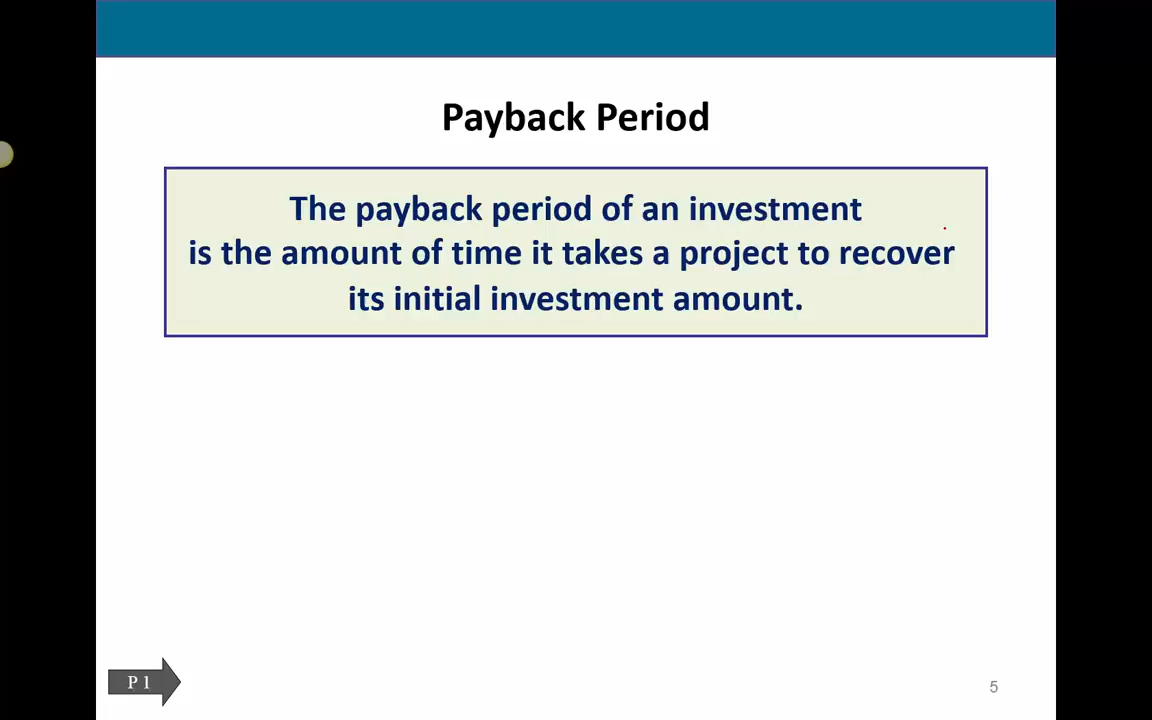 Payback Period
The payback period of an investment
is the amount of time it takes a project to recover
its initial investment amount.
P 1
5